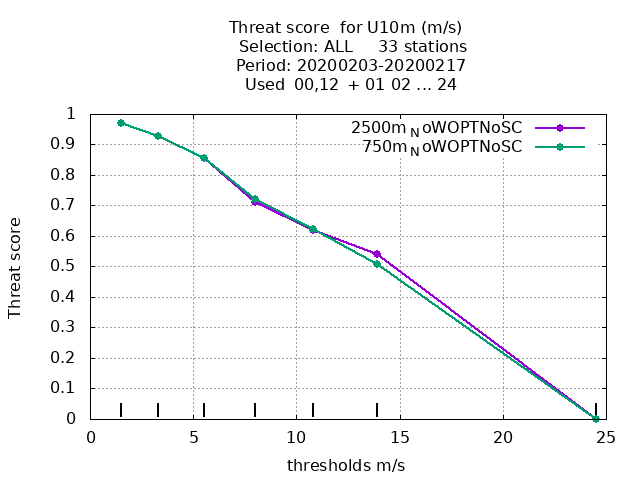 Threat score for U10m (m/s)
Selection: ALL 33 stations
Period: 20200203-20200217
Used 00,12 + 01 02 ... 24
2500m_NoWOPTNoSC
750m_NoWOPTNoSC
1
0.9
0.8
0.7
0.6
0.5
0.4
0.3
0.2
0.1
0
Threat score
0 5 10 15 20 25
thresholds m/s